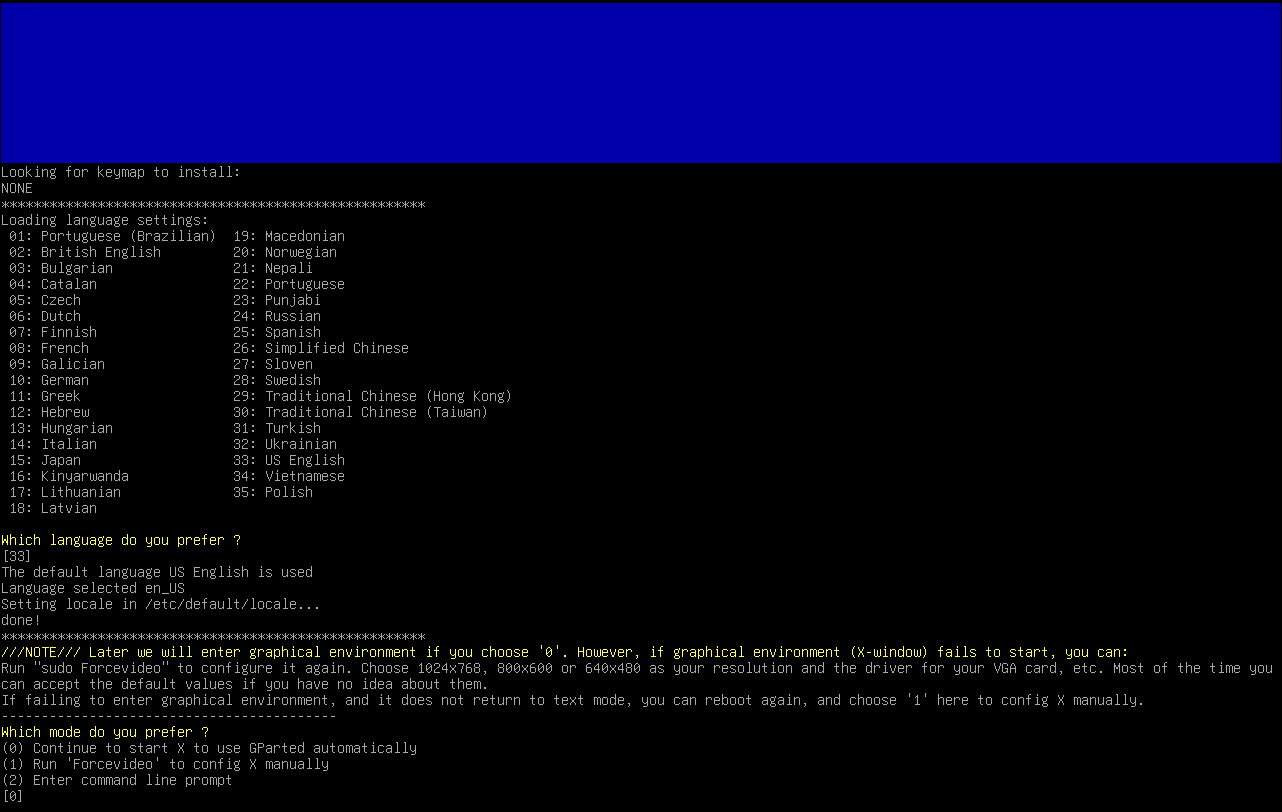 Looking for keymap to install:
NONE
*****************************************************
Loading language settings:
01: Portuguese (Brazilian)  19: Macedonian
02: British English         20: Norwegian
03: Bulgarian               21: Nepali
04: Catalan                 22: Portuguese
05: Czech                   23: Punjabi
06: Dutch                   24: Russian
07: Finnish                 25: Spanish
08: French                  26: Simplified Chinese
09: Galician                27: Sloven
10: German                  28: Swedish
11: Greek                   29: Traditional Chinese (Hong Kong)
12: Hebrew                  30: Traditional Chinese (Taiwan)
13: Hungarian               31: Turkish
14: Italian                 32: Ukrainian
15: Japan                   33: US English
16: Kinyarwanda             34: Vietnamese
17: Lithuanian              35: Polish
18: Latvian
Which language do you prefer ?
[33]
The default language US English is used
Language selected en_US
Setting locale in /etc/default/locale...
done!
*****************************************************
///NOTE/// Later we will enter graphical environment if you choose '0'. However, if graphical environment (X-window) fails to start, you can:
Run "sudo Forcevideo" to configure it again. Choose 1024x768, 800x600 or 640x480 as your resolution and the driver for your VGA card, etc. Most of the time you
can accept the default values if you have no idea about them.
If failing to enter graphical environment, and it does not return to text mode, you can reboot again, and choose '1' here to config X manually.
------------------------------------------
Which mode do you prefer ?
(0) Continue to start X to use GParted automatically
(1) Run 'Forcevideo' to config X manually
(2) Enter command line prompt
[0]